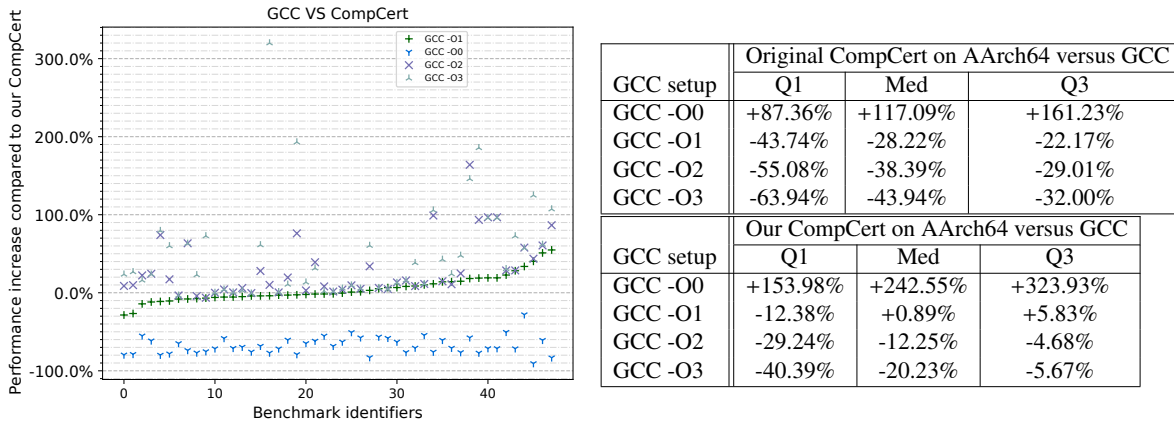 GCC VS CompCert
GCC -O1
GCC -O0
GCC -O2
GCC -O3
Performance increase compared to our CompCert
300.0%
200.0%
100.0%
0.0%
-100.0%
0 10 20 30 40
Benchmark identifiers
Original CompCert on AArch64 versus GCC
GCC setup Q1 Med Q3
GCC -O0 +87.36% +117.09% +161.23%
GCC -O1 -43.74% -28.22% -22.17%
GCC -O2 -55.08% -38.39% -29.01%
GCC -O3 -63.94% -43.94% -32.00%
Our CompCert on AArch64 versus GCC
GCC setup Q1 Med Q3
GCC -O0 +153.98% +242.55% +323.93%
GCC -O1 -12.38% +0.89% +5.83%
GCC -O2 -29.24% -12.25% -4.68%
GCC -O3 -40.39% -20.23% -5.67%